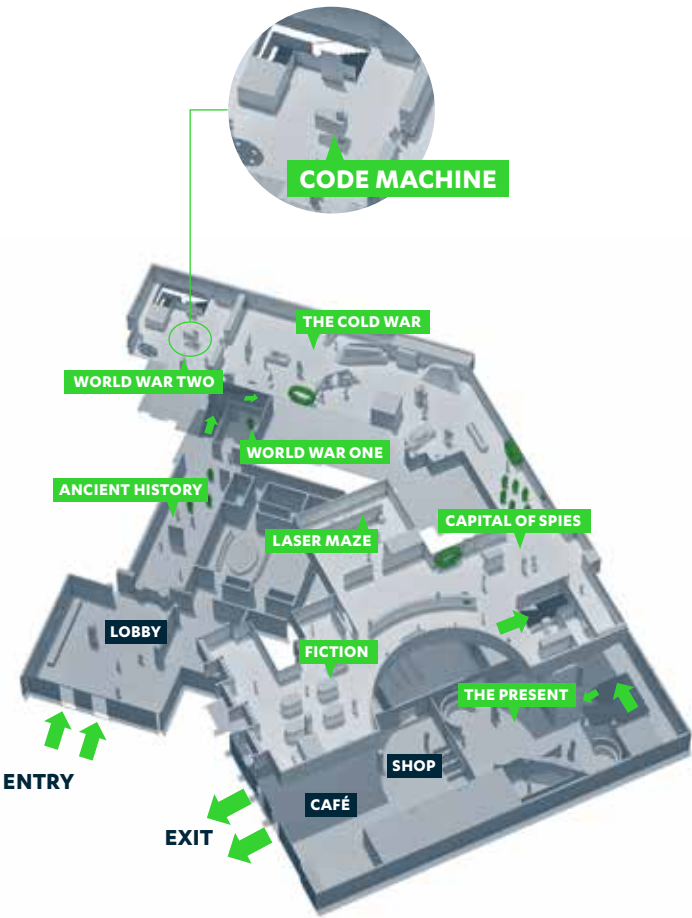 CODE MACHINE
THE COLD WAR
WORLD WAR TWO
WORLD WAR ONE
ANCIENT HISTORY
CAPITAL OF SPIES
LASER MAZE
LOBBY
FICTION
THE PRESENT
SHOP
ENTRY
CAFÉ
EXIT